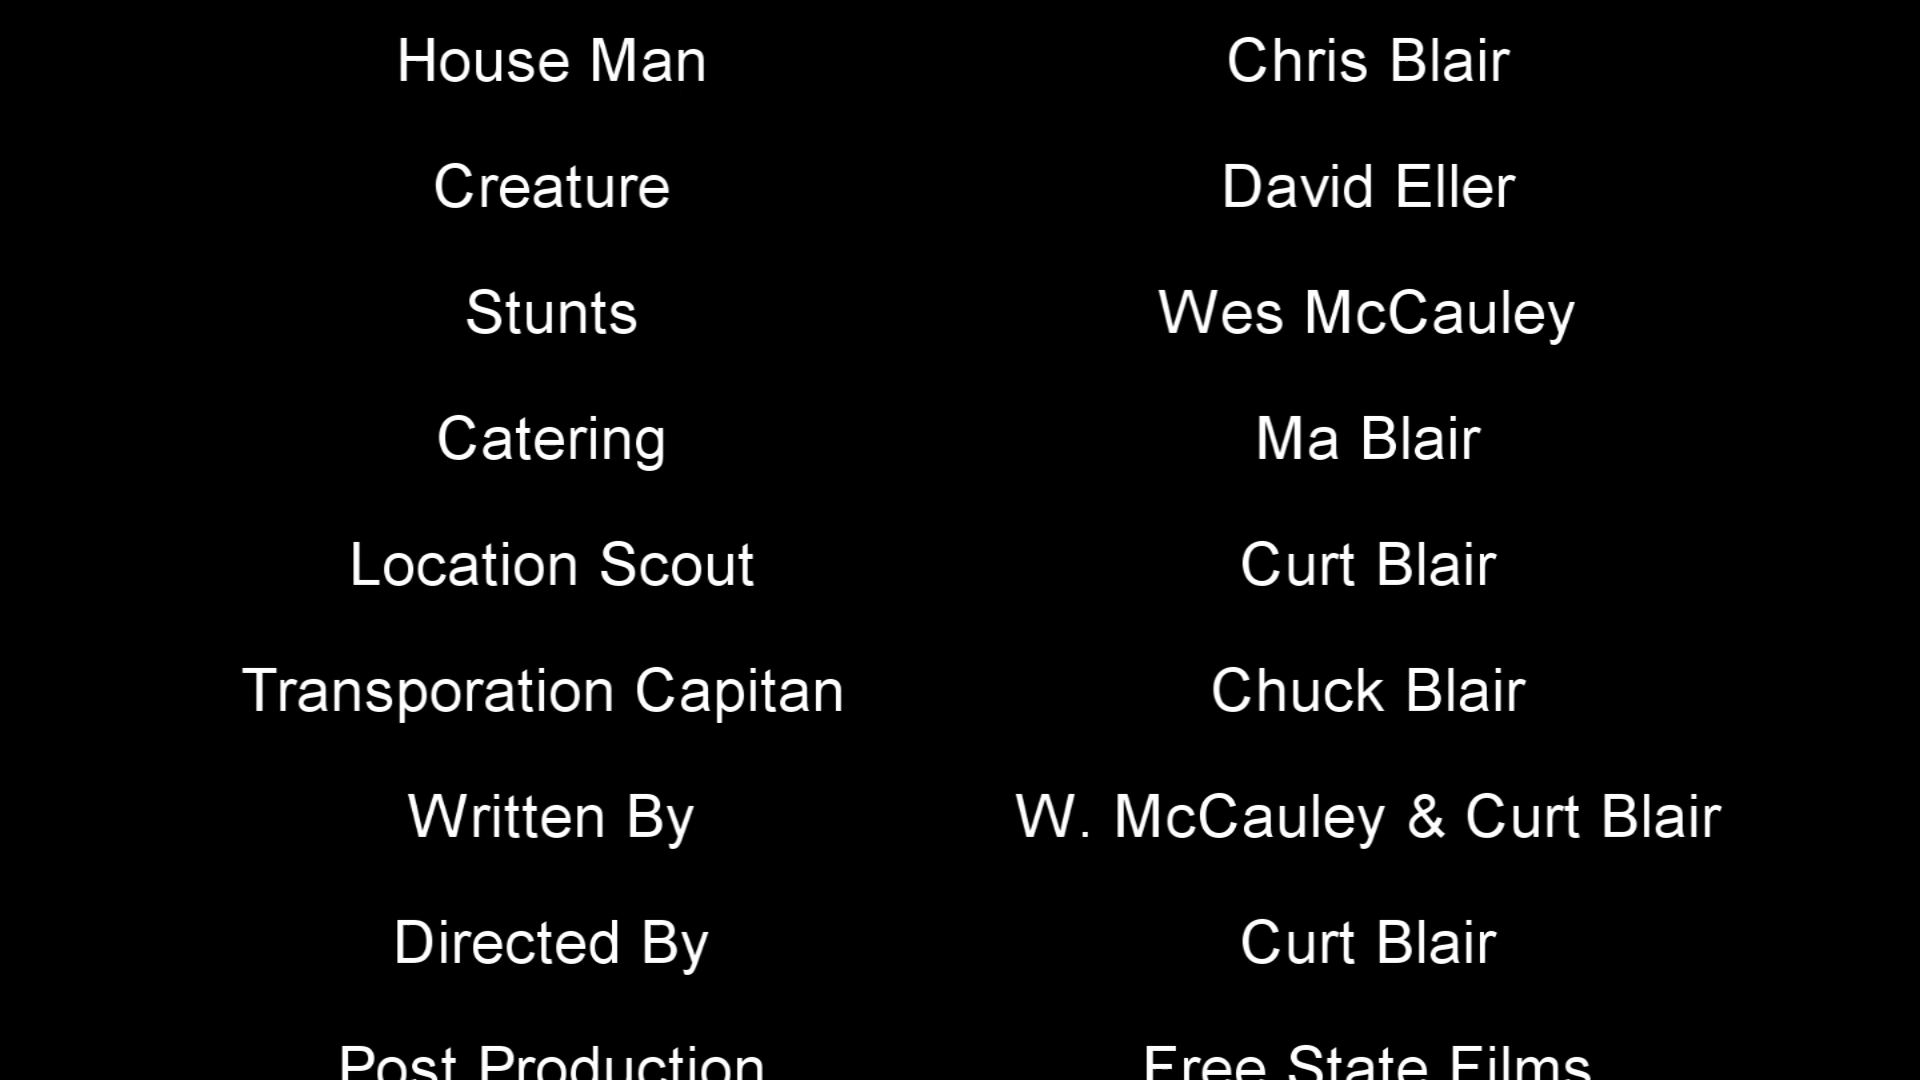 House Man Chris Blair
Creature David Eller
Stunts Wes McCauley
Catering Ma Blair
Location Scout Curt Blair
Transporation Capitan Chuck Blair
Written By W. McCauley & Curt Blair
Directed By Curt Blair
Post Production Free State Films